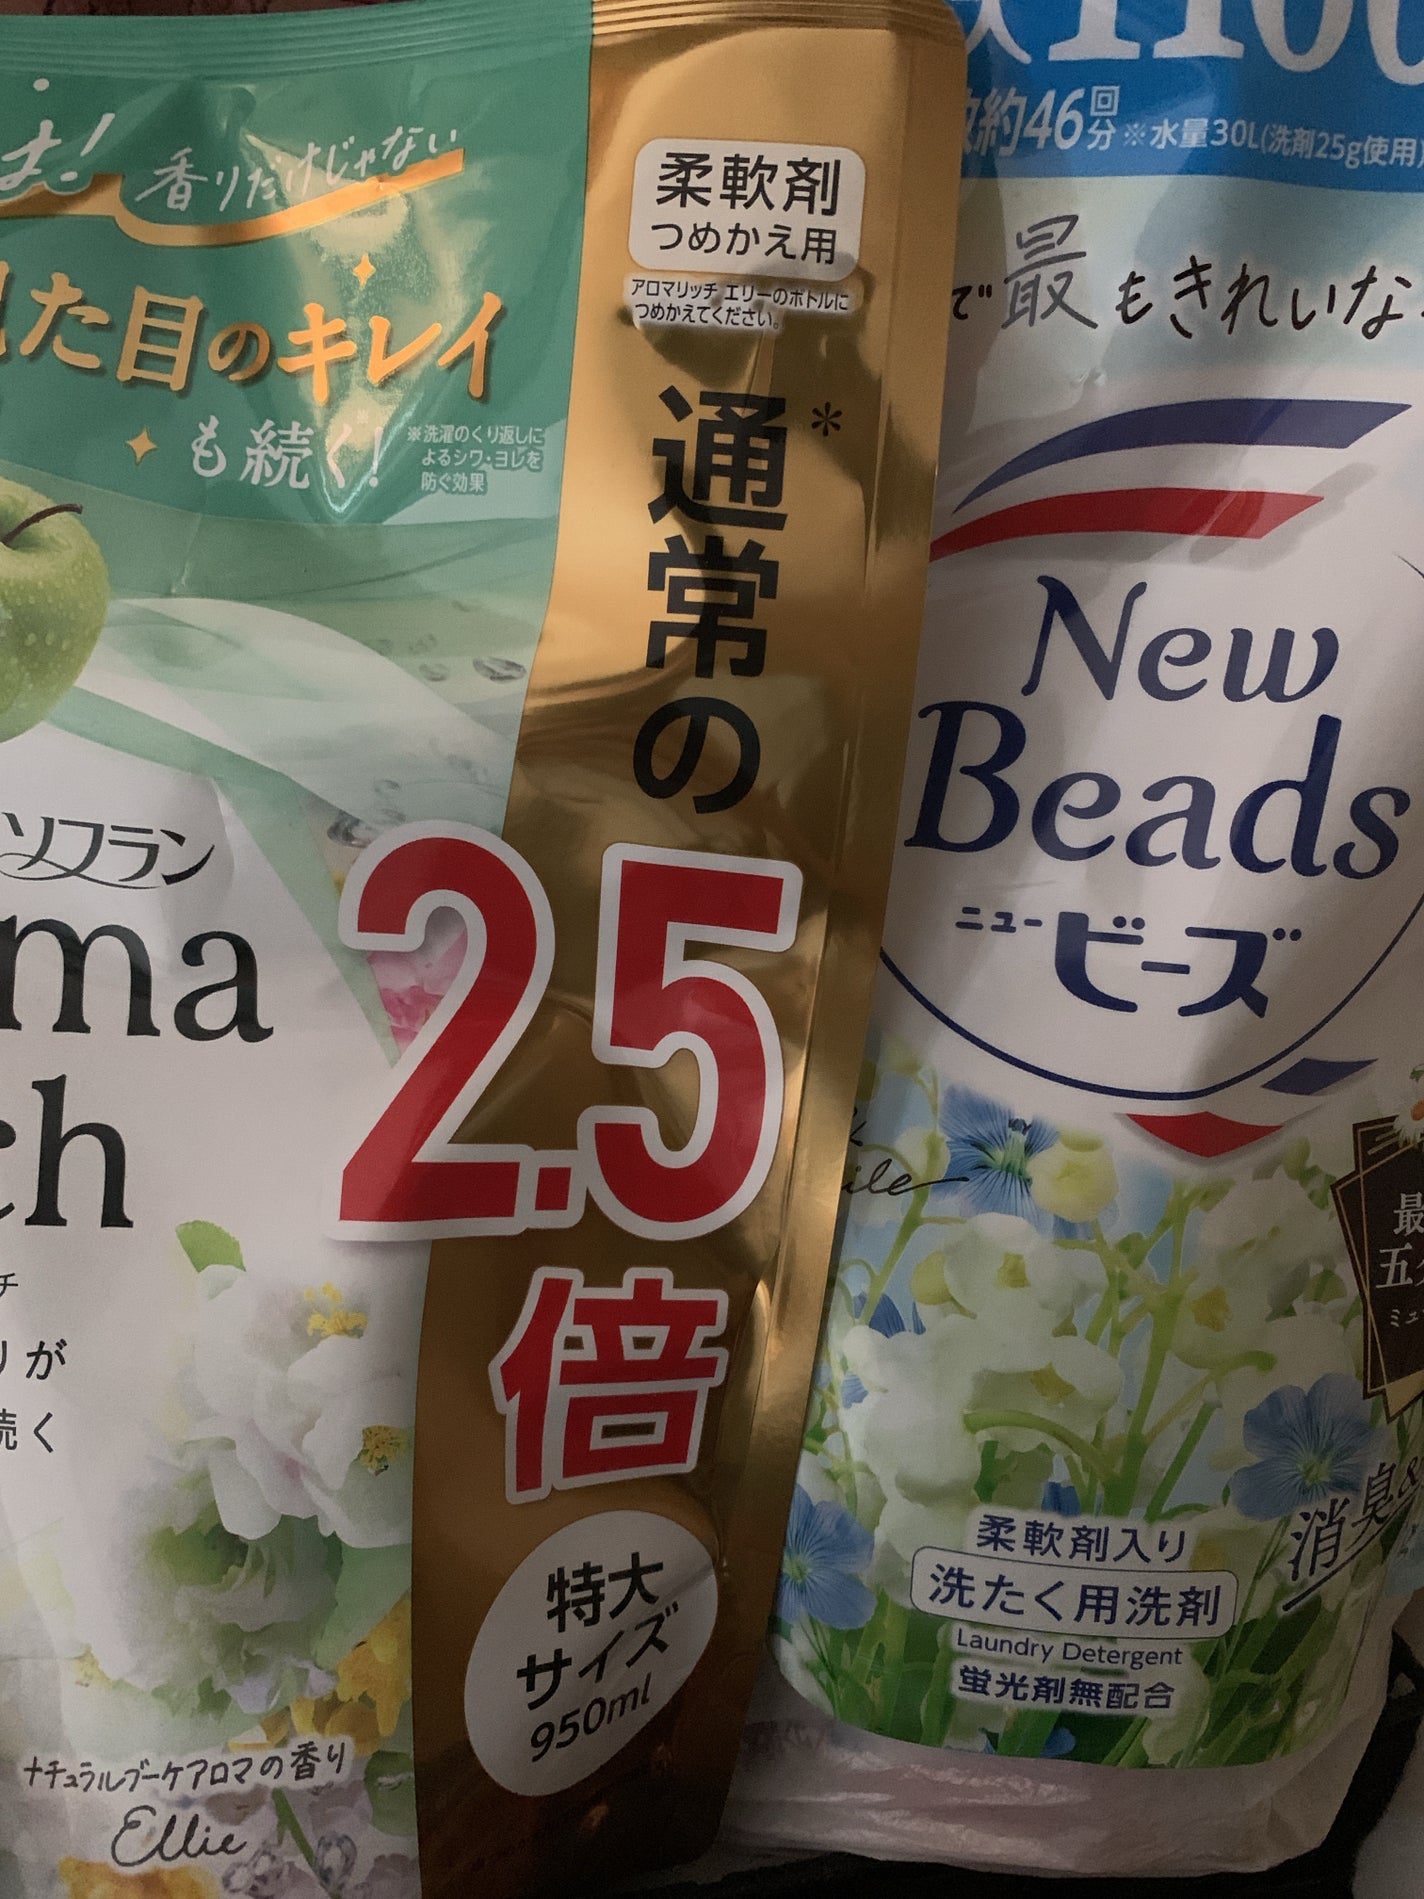 は!
香りだけじゃない
見た目のキレイ
も続く!
※洗濯のくり返しに
よるシワ・ヨレを
防ぐ効果
ソフラン
ma
ch
チ
りが
続く
ナチュラルブーケアロマの香り
Ellie
柔軟剤
つめかえ用
アロマリッチ エリーのボトルに
つめかえてください。
通常の*
2.5
倍
特大
サイズ
950ml
約46回分 ※水量30L(洗剤25g使用)
で最もきれいな
New
Beads
ニュービーズ
最
五
ミュ
消臭&
柔軟剤入り
洗たく用洗剤
Laundry Detergent
蛍光剤無配合